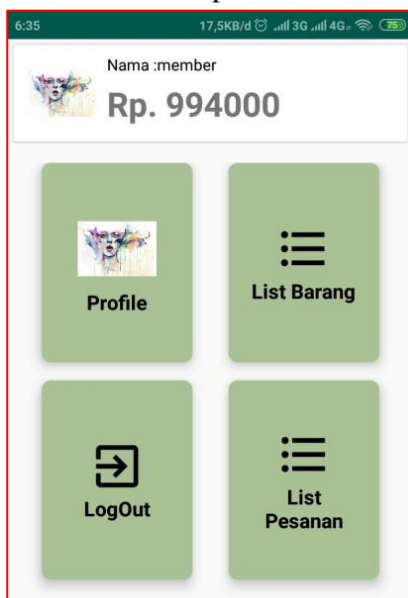 6:35 17,5KB/d 3G 4G 75
Nama :member
Rp. 994000
Profile
List Barang
LogOut
List
Pesanan